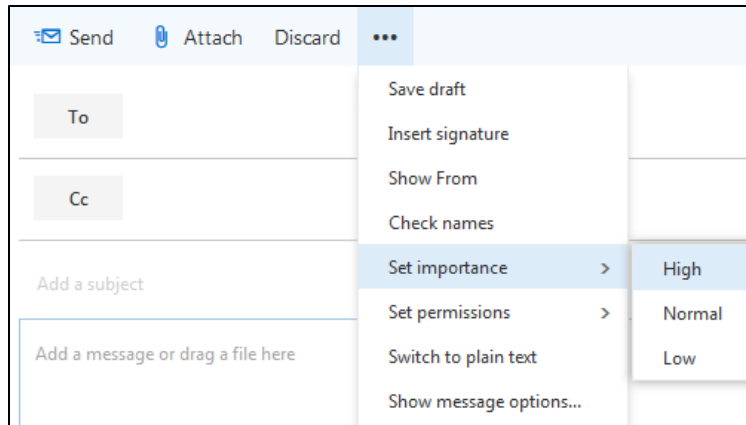 Send Attach Discard •••
Save draft
To
Insert signature
Show From
Cc
Check names
Set importance > High
Add a subject
Set permissions > Normal
Add a message or drag a file here
Switch to plain text
Low
Show message options...